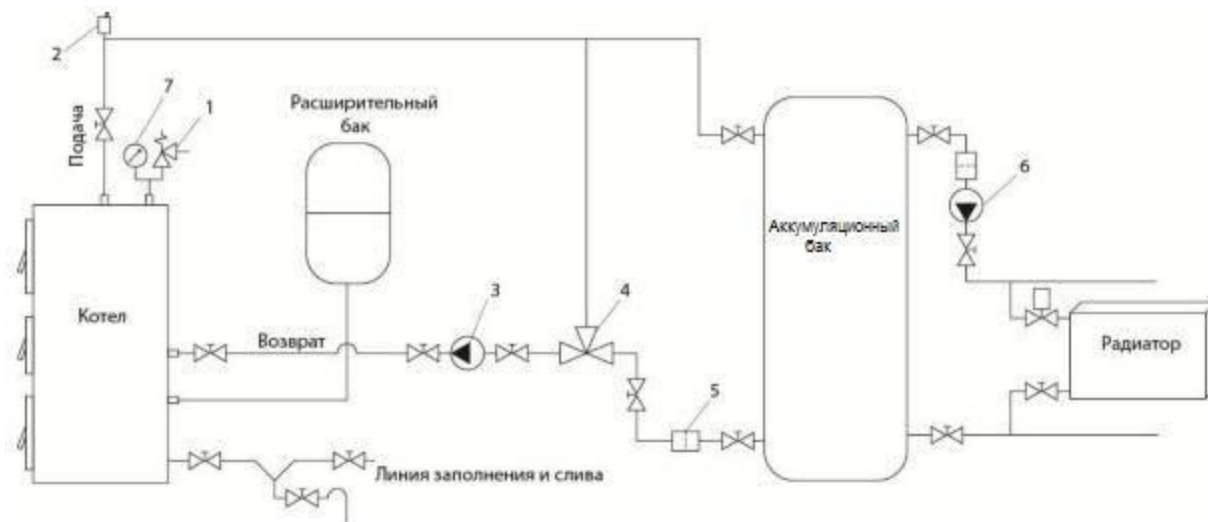 2
7
1
Подача
Расширительный
бак
Котел
Возврат
3
4
5
Аккумуляционный
бак
6
Радиатор
Линия заполнения и слива